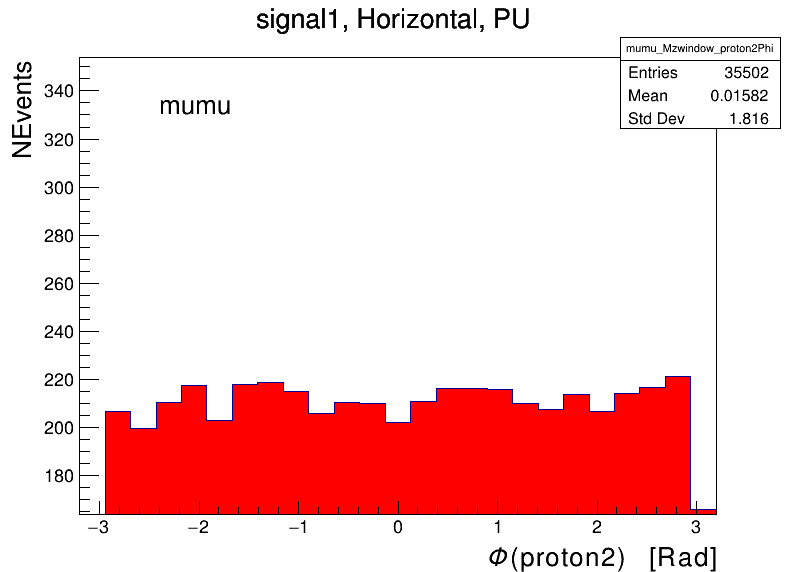 signal1, Horizontal, PU
mumu_Mzwindow_proton2Phi
Entries 35502
Mean 0.01582
Std Dev 1.816
NEvents
mumu
340
320
300
280
260
240
220
200
180
−3 −2 −1 0 1 2 3
Φ(proton2) [Rad]